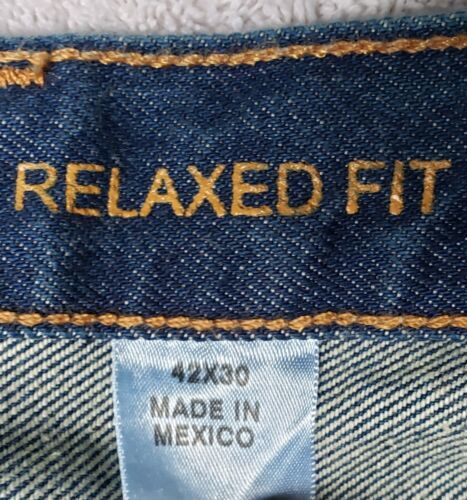 RELAXED FIT
42X30
MADE IN
MEXICO